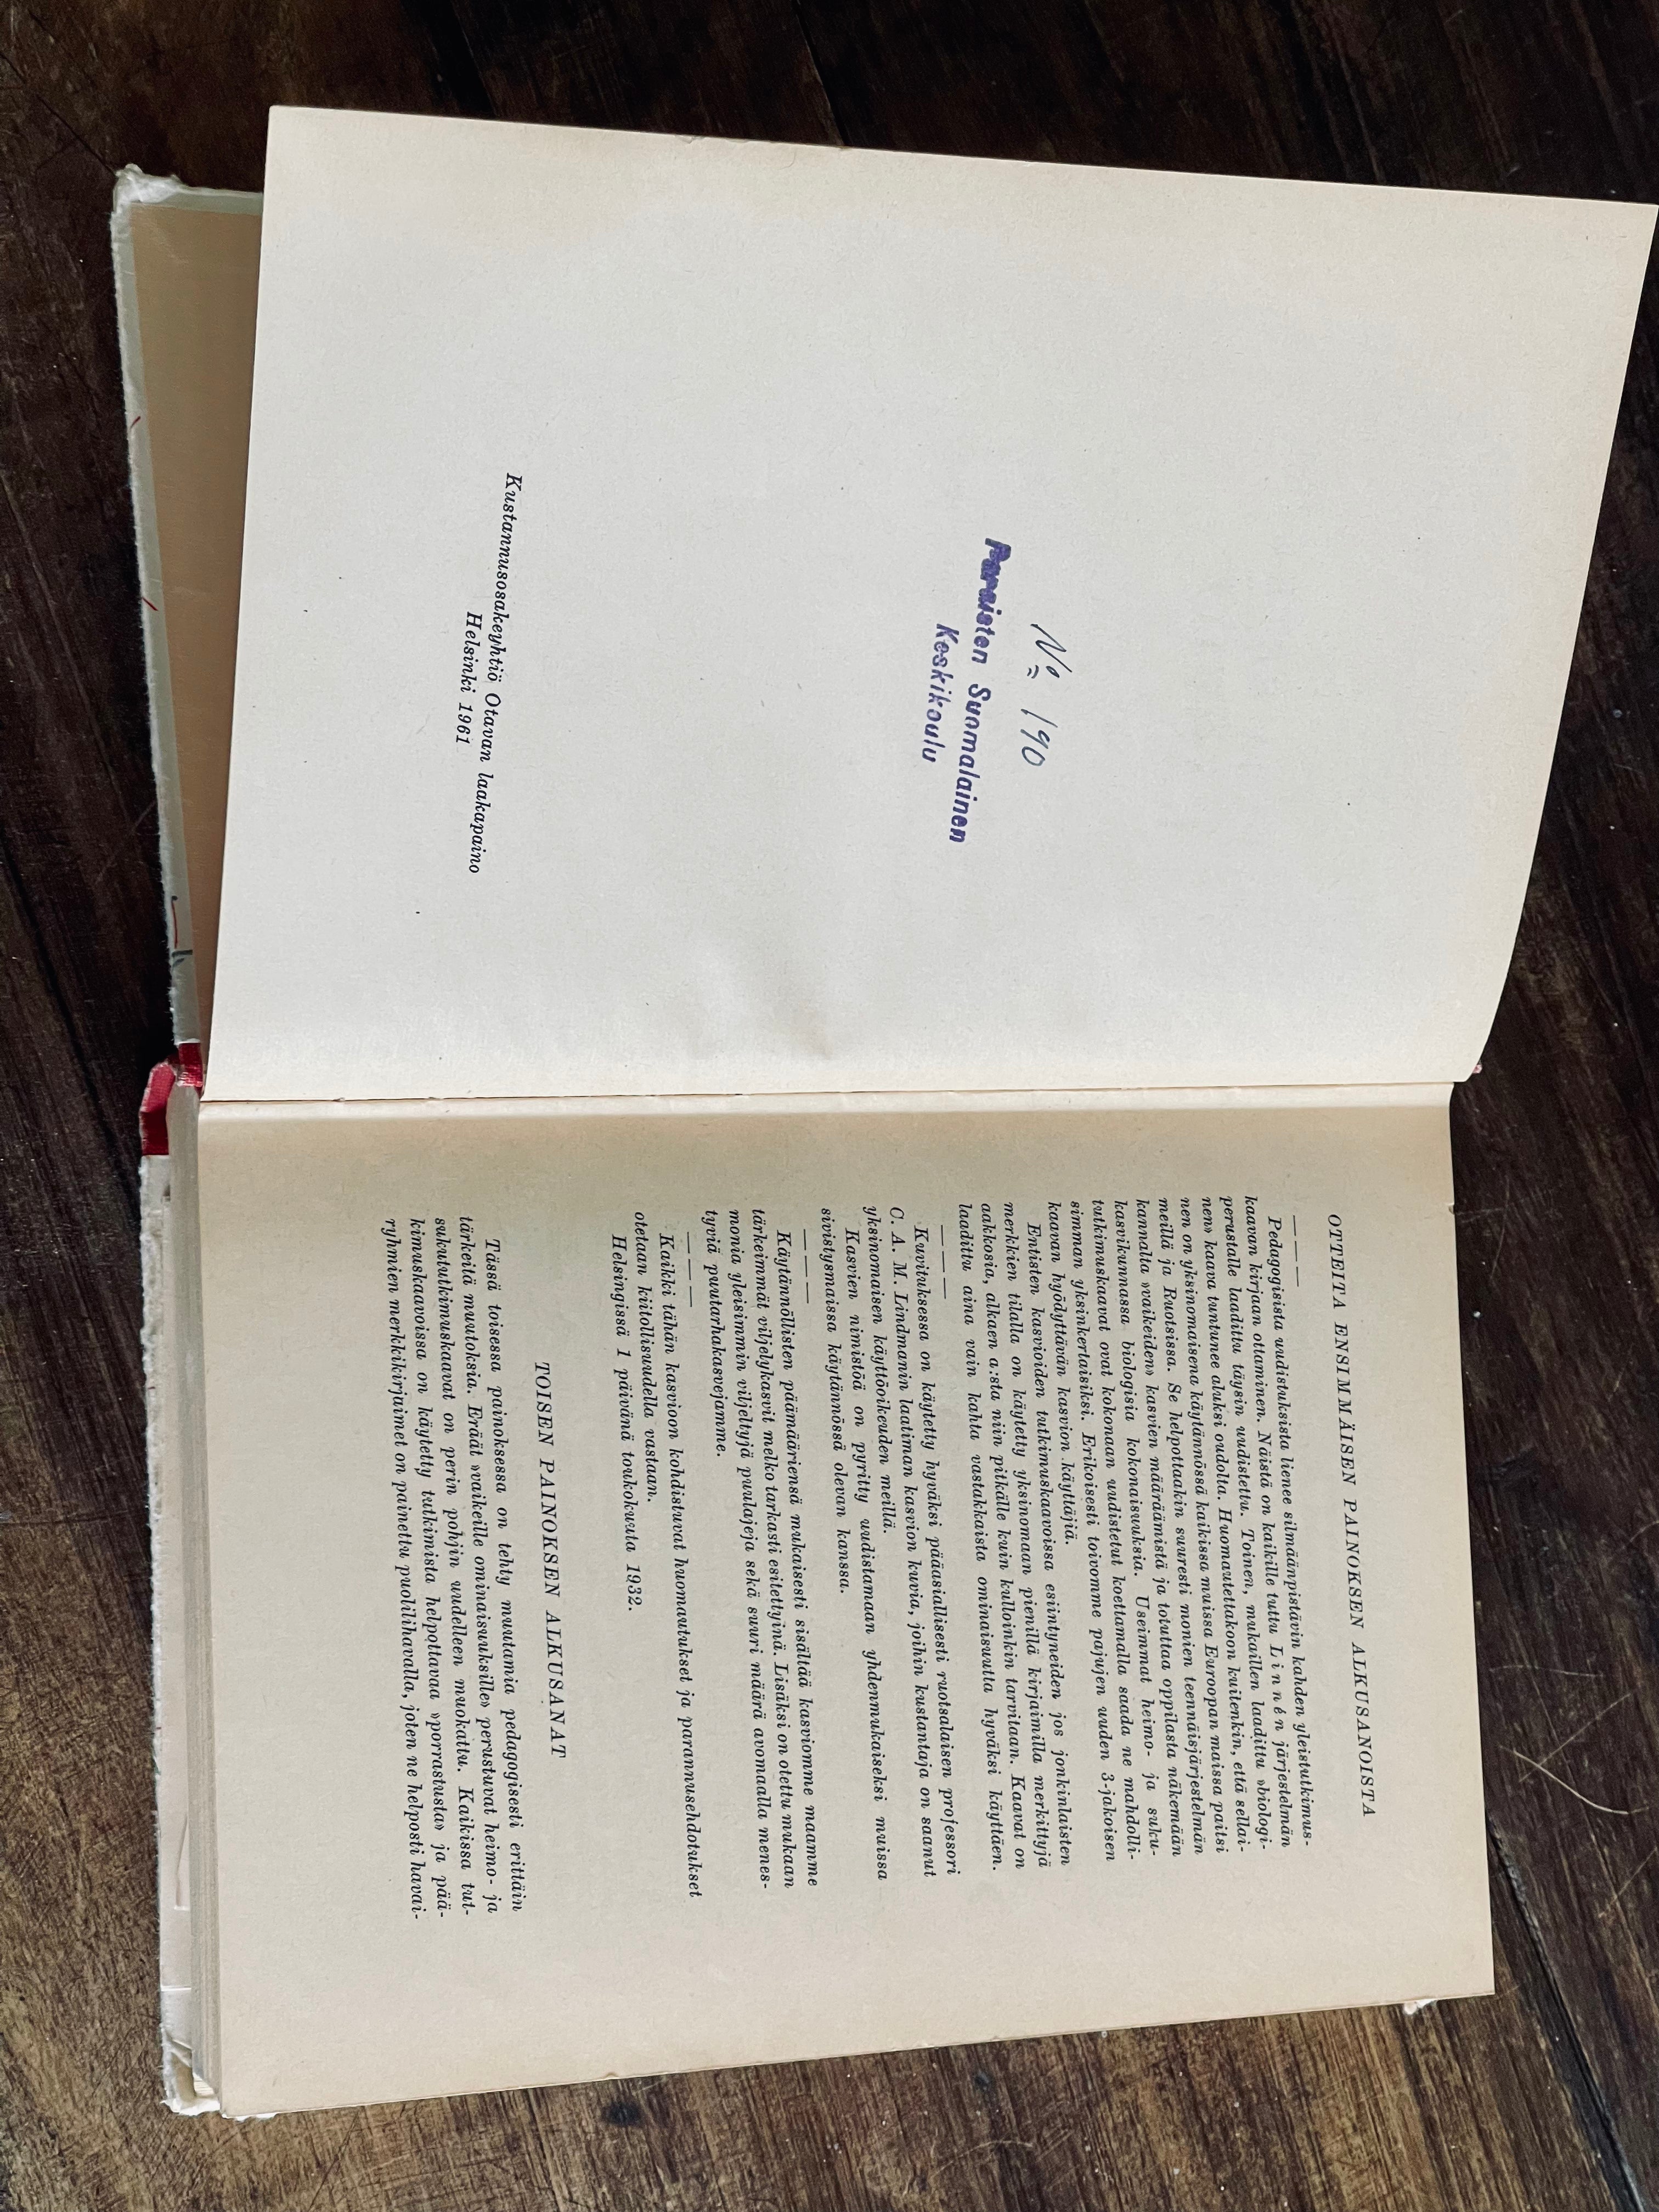 No 190
Paraisten Suomalainen
Keskikoulu
Kustannusosakeyhtiö Otavan laakapaino
Helsinki 1961
OTTEITA ENSIMMÄISEN PAINOKSEN ALKUSANOISTA
— — —
Pedagogisista uudistuksista lienee silmäänpistävin kahden yleistutkimus-
kaavan kirjaan ottaminen. Näistä on kaikille tuttu Linnén järjestelmän
perustalle laadittu täysin uudistettu. Toinen, mukaillen laadittu »biologi-
nen» kaava tuntunee aluksi oudolta. Huomautettakoon kuitenkin, että sellai-
nen on yksinomaisena käytännössä kaikissa muissa Euroopan maissa paitsi
meillä ja Ruotsissa. Se helpottaakin suuresti monien teennäisjärjestelmän
kannalta »vaikeiden» kasvien määräämistä ja totuttaa oppilasta näkemään
kasvikunnassa biologisia kokonaisuuksia. Useimmat heimo- ja suku-
tutkimuskaavat ovat kokonaan uudistetut koettamalla saada ne mahdolli-
simman yksinkertaisiksi. Erikoisesti toivomme pajujen uuden 3-jakoisen
kaavan hyödyttävän kasvion käyttäjiä.
Entisten kasvioiden tutkimuskaavoissa esiintyneiden jos jonkinlaisten
merkkien tilalla on käytetty yksinomaan pienillä kirjaimilla merkittyjä
aakkosia, alkaen a:sta niin pitkälle kuin kulloinkin tarvitaan. Kaavat on
laadittu aina vain kahta vastakkaista ominaisuutta hyväksi käyttäen.
— — —
Kuvituksessa on käytetty hyväksi pääasiallisesti ruotsalaisen professori
C. A. M. Lindmanin laatiman kasvion kuvia, joihin kustantaja on saanut
yksinomaisen käyttöoikeuden meillä.
Kasvien nimistöä on pyritty uudistamaan yhdenmukaiseksi muissa
sivistysmaissa käytännössä olevan kanssa.
— — —
Käytännöllisten päämääriensä mukaisesti sisältää kasviomme maamme
tärkeimmät viljelykasvit melko tarkasti esitettyinä. Lisäksi on otettu mukaan
monia yleisimmin viljeltyjä puulajeja sekä suuri määrä avomaalla menes-
tyviä puutarhakasvejamme.
— — —
Kaikki tähän kasvioon kohdistuvat huomautukset ja parannusehdotukset
otetaan kiitollisuudella vastaan.
Helsingissä 1 päivänä toukokuuta 1932.
TOISEN PAINOKSEN ALKUSANAT
Tässä toisessa painoksessa on tehty muutamia pedagogisesti erittäin
tärkeitä muutoksia. Eräät »vaikeille ominaisuuksille» perustuvat heimo- ja
sukututkimuskaavat on perin pohjin uudelleen muokattu. Kaikissa tut-
kimuskaavoissa on käytetty tutkimista helpottavaa »porrastusta» ja pää-
ryhmien merkkikirjaimet on painettu puolilihavalla, joten ne helposti havai-